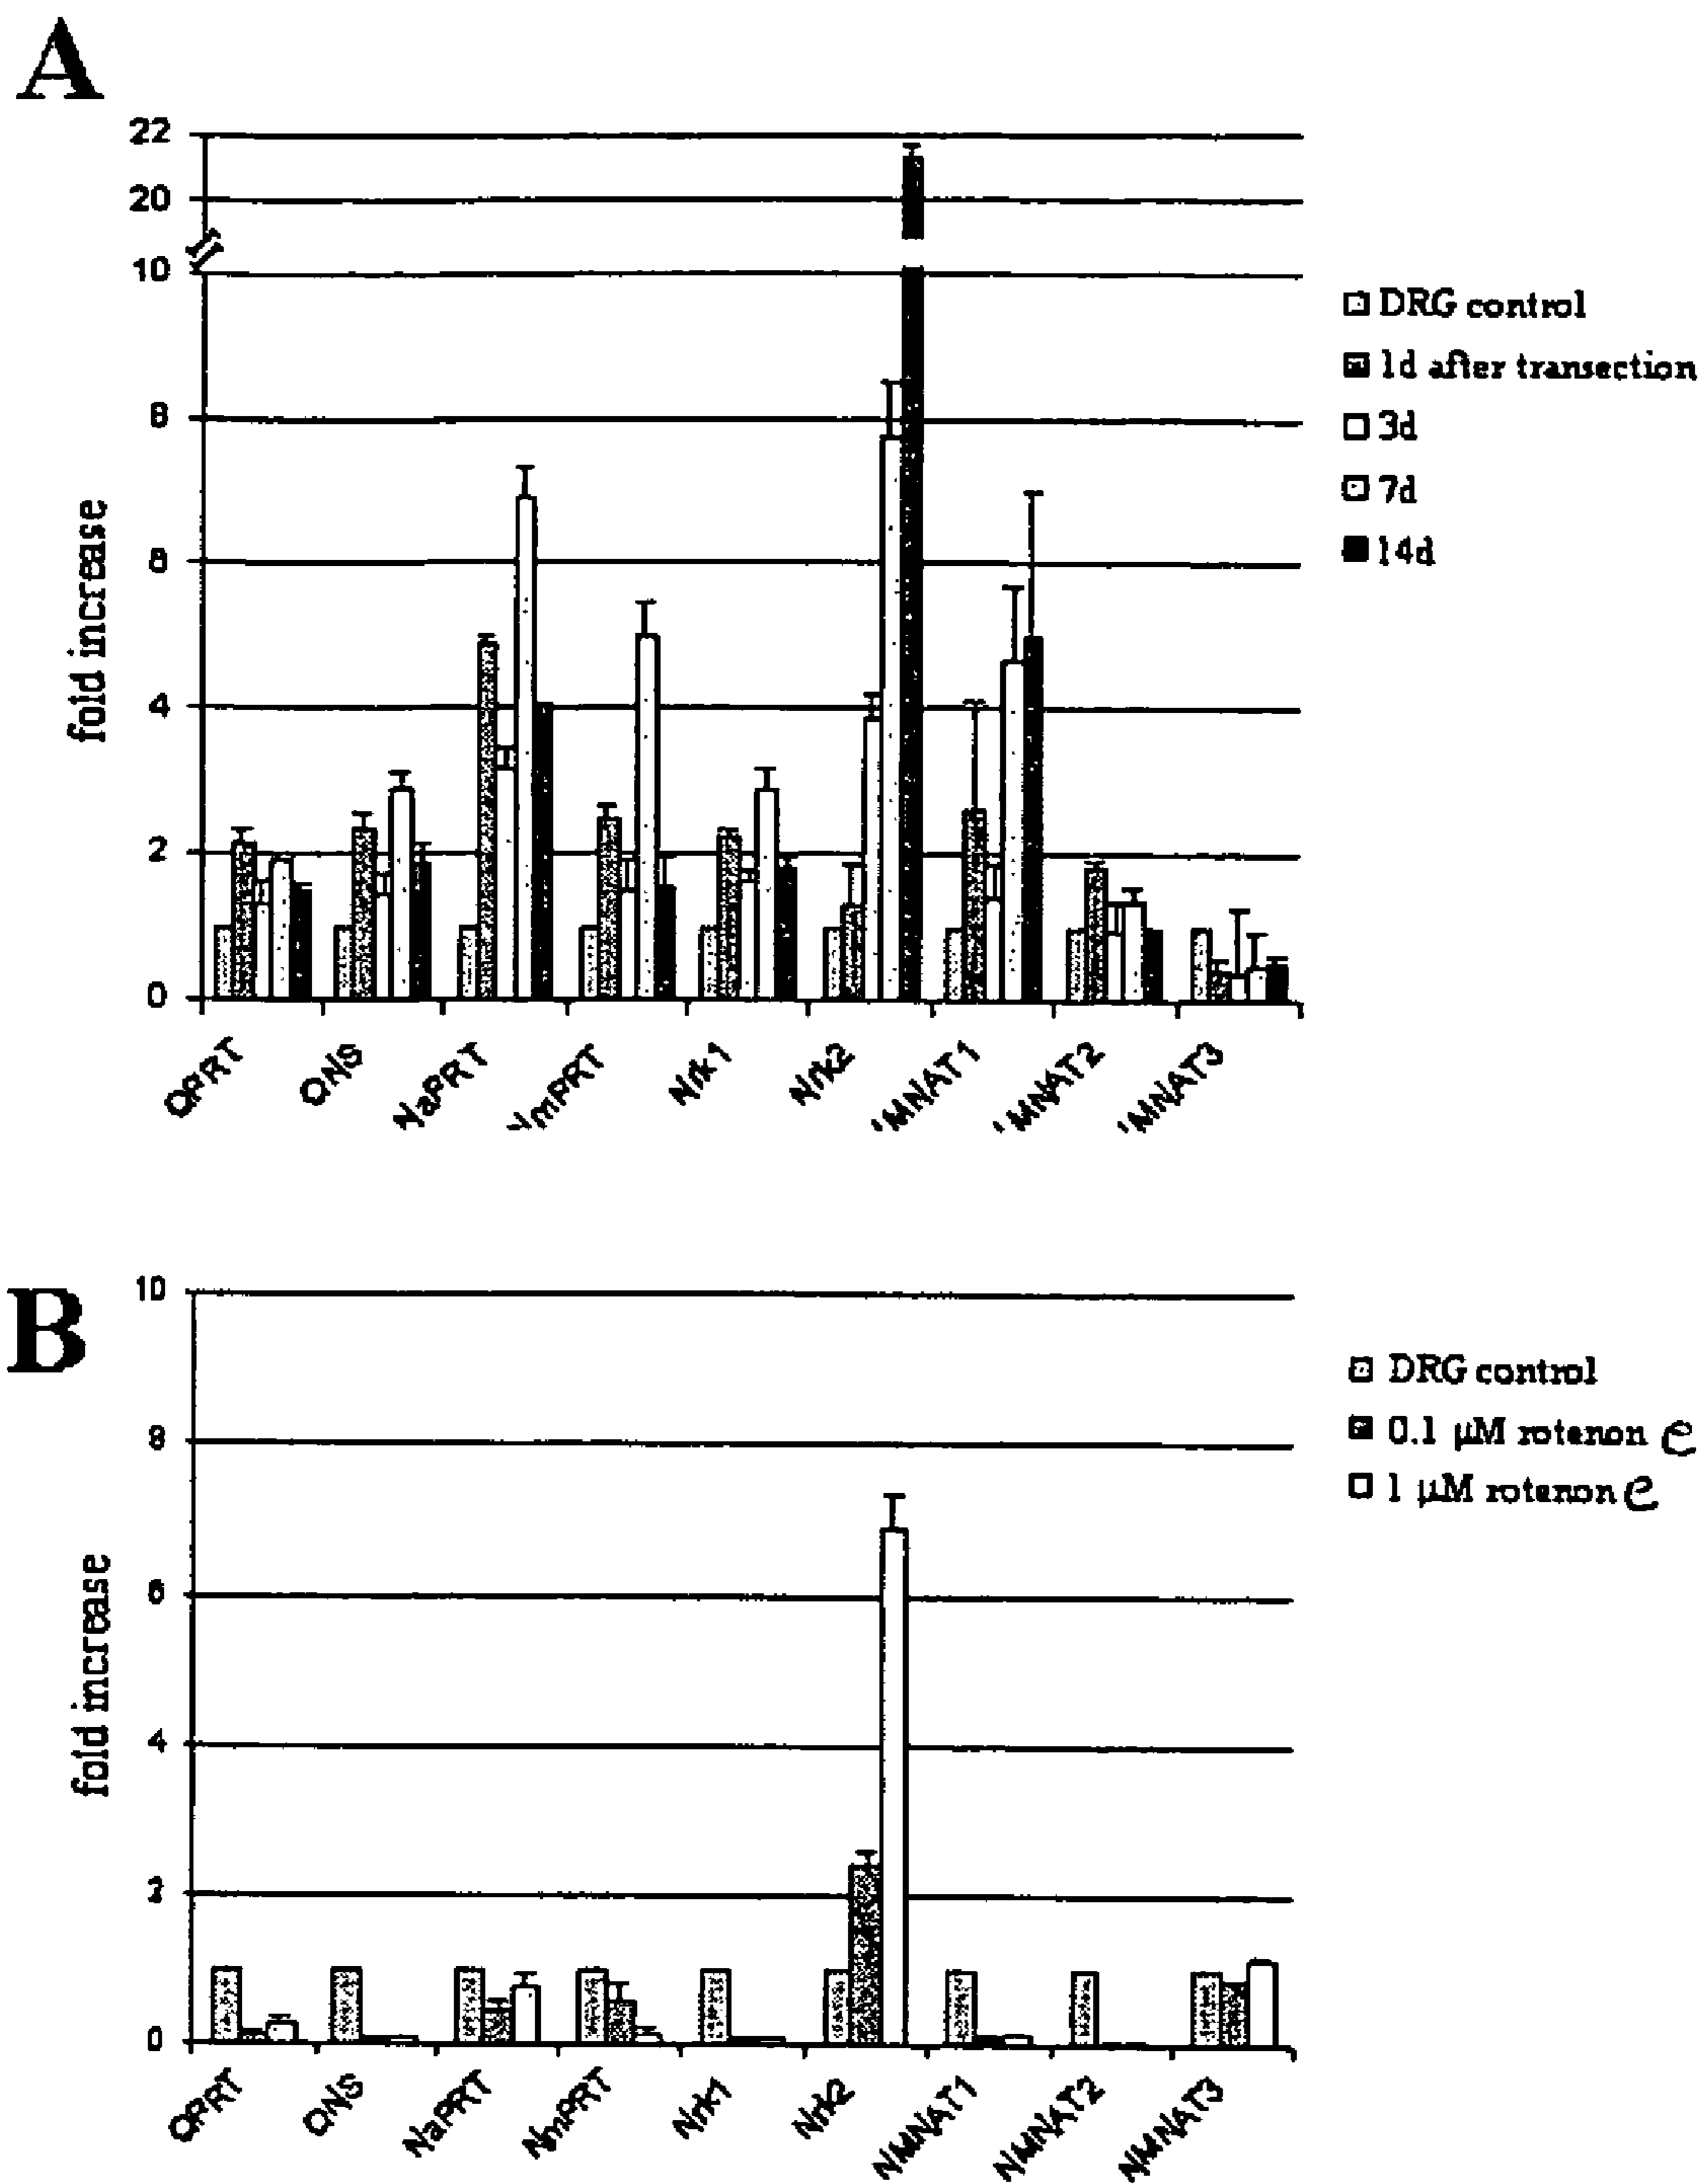 A
22
20
10
8
6
4
2
0
fold increase
DRG control
1d after transection
3d
7d
14d
QPRT
QNS
NaPRT
NmPRT
Nrk1
Nrk2
MNAT1
MNAT2
MNAT3
B
10
8
6
4
2
0
fold increase
DRG control
0.1 µM rotenon e
1 µM rotenon e
QPRT
QNS
NaPRT
NmPRT
Nrk1
Nrk2
NMNAT1
NMNAT2
NMNAT3